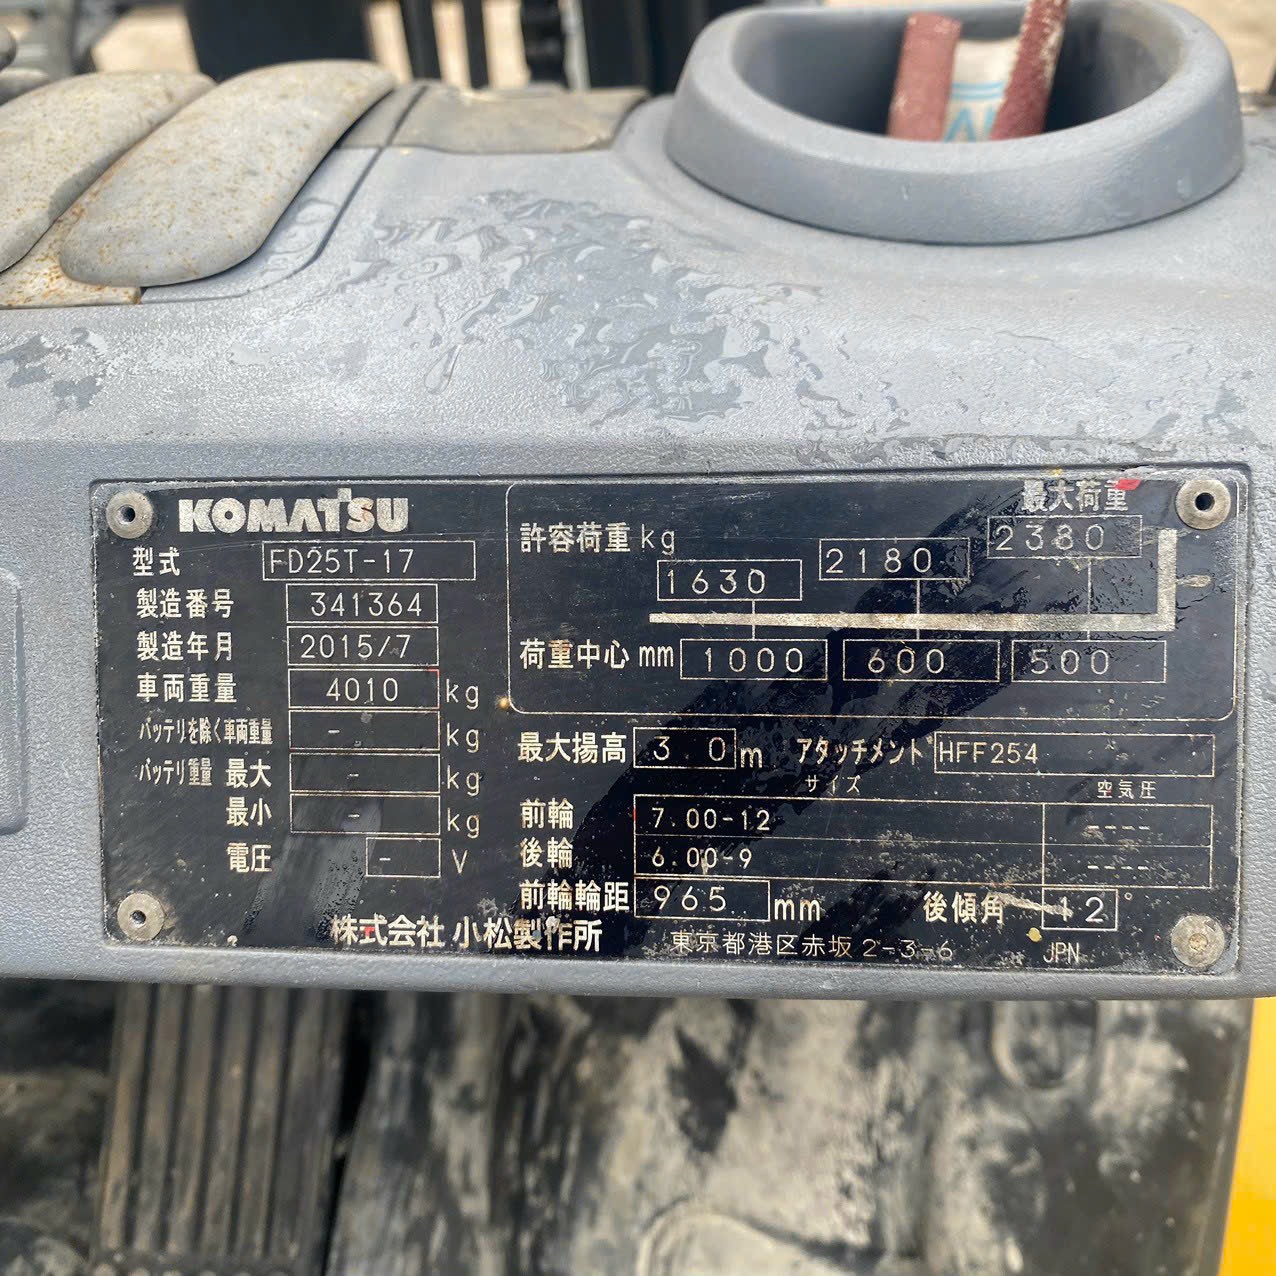 KOMATSU
型式 FD25T-17
製造番号 341364
製造年月 2015/7
車両重量 4010 kg
バッテリを除く車両重量 - kg
バッテリ重量 最大 - kg
最小 - kg
電圧 - V
最大荷重
許容荷重 kg 1630 2180 2380
荷重中心 mm 1000 600 500
最大揚高 3 0 m アタッチメント HFF254
サイズ 空気圧
前輪 7.00-12 ----
後輪 6.00-9 ----
前輪輪距 965 mm 後傾角 12°
株式会社 小松製作所 東京都港区赤坂 2-3-6 JPN